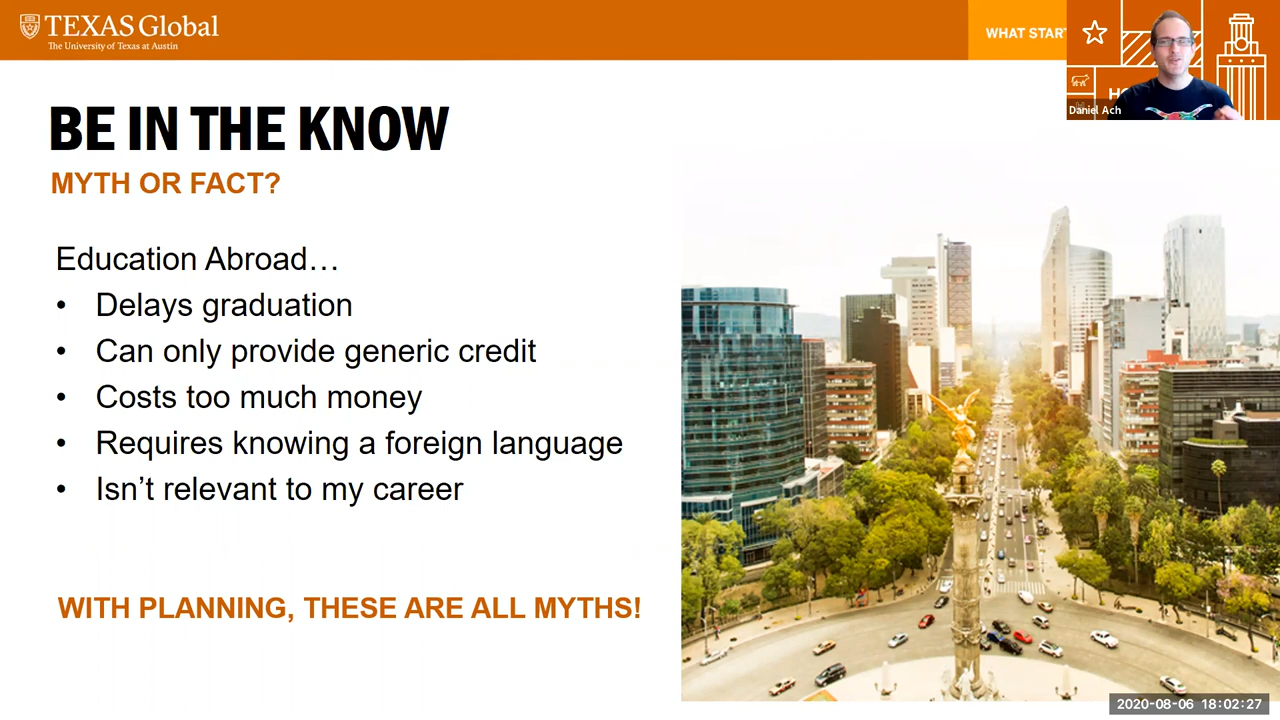 TEXAS Global
The University of Texas at Austin
WHAT STAR
Daniel Ach
BE IN THE KNOW
MYTH OR FACT?
Education Abroad…
• Delays graduation
• Can only provide generic credit
• Costs too much money
• Requires knowing a foreign language
• Isn’t relevant to my career
WITH PLANNING, THESE ARE ALL MYTHS!
2020-08-06 18:02:27